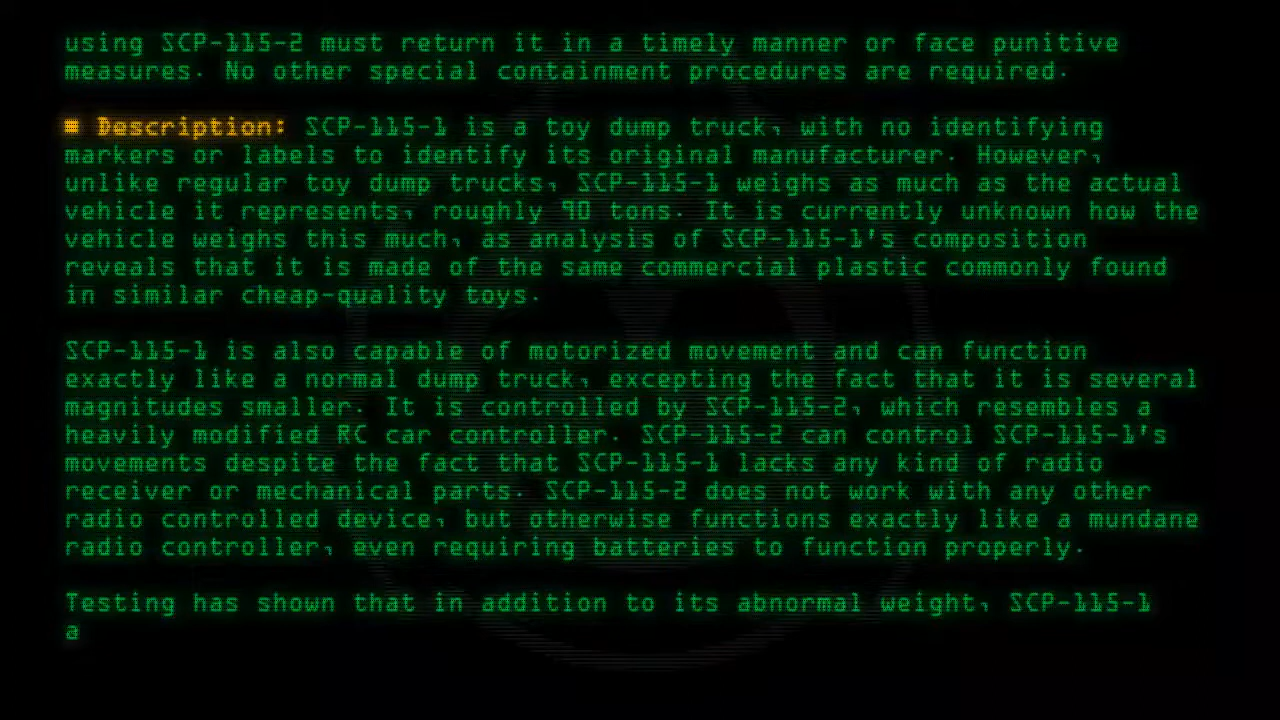 using SCP-115-2 must return it in a timely manner or face punitive
measures. No other special containment procedures are required.
■ Description: SCP-115-1 is a toy dump truck, with no identifying
markers or labels to identify its original manufacturer. However,
unlike regular toy dump trucks, SCP-115-1 weighs as much as the actual
vehicle it represents, roughly 90 tons. It is currently unknown how the
vehicle weighs this much, as analysis of SCP-115-1's composition
reveals that it is made of the same commercial plastic commonly found
in similar cheap-quality toys.
SCP-115-1 is also capable of motorized movement and can function
exactly like a normal dump truck, excepting the fact that it is several
magnitudes smaller. It is controlled by SCP-115-2, which resembles a
heavily modified RC car controller. SCP-115-2 can control SCP-115-1's
movements despite the fact that SCP-115-1 lacks any kind of radio
receiver or mechanical parts. SCP-115-2 does not work with any other
radio controlled device, but otherwise functions exactly like a mundane
radio controller, even requiring batteries to function properly.
Testing has shown that in addition to its abnormal weight, SCP-115-1
a